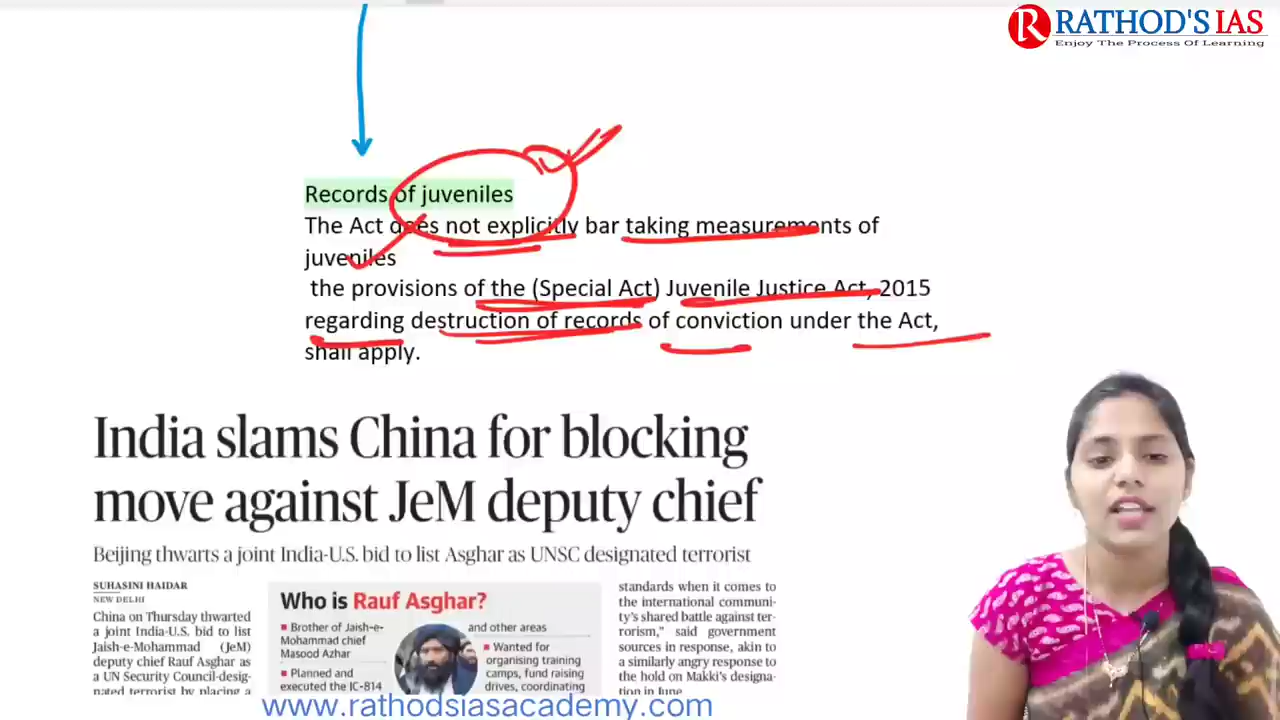 RATHOD'S IAS
Enjoy The Process Of Learning
Records of juveniles
The Act does not explicitly bar taking measurements of
juveniles
the provisions of the (Special Act) Juvenile Justice Act, 2015
regarding destruction of records of conviction under the Act,
shall apply.
India slams China for blocking
move against JeM deputy chief
Beijing thwarts a joint India-U.S. bid to list Asghar as UNSC designated terrorist
SUHASINI HAIDAR
NEW DELHI
China on Thursday thwarted
a joint India-U.S. bid to list
Jaish-e-Mohammad (JeM)
deputy chief Rauf Asghar as
a UN Security Council-desig-
nated terrorist by placing a
Who is Rauf Asghar?
■ Brother of Jaish-e-
Mohammad chief
Masood Azhar
■ Planned and
executed the IC-814
and other areas
■ Wanted for
organising training
camps, fund raising
drives, coordinating
standards when it comes to
the international communi-
ty's shared battle against ter-
rorism," said government
sources in response, akin to
a similarly angry response to
the hold on Makki's designa-
tion in June
www.rathodsiasacademy.com